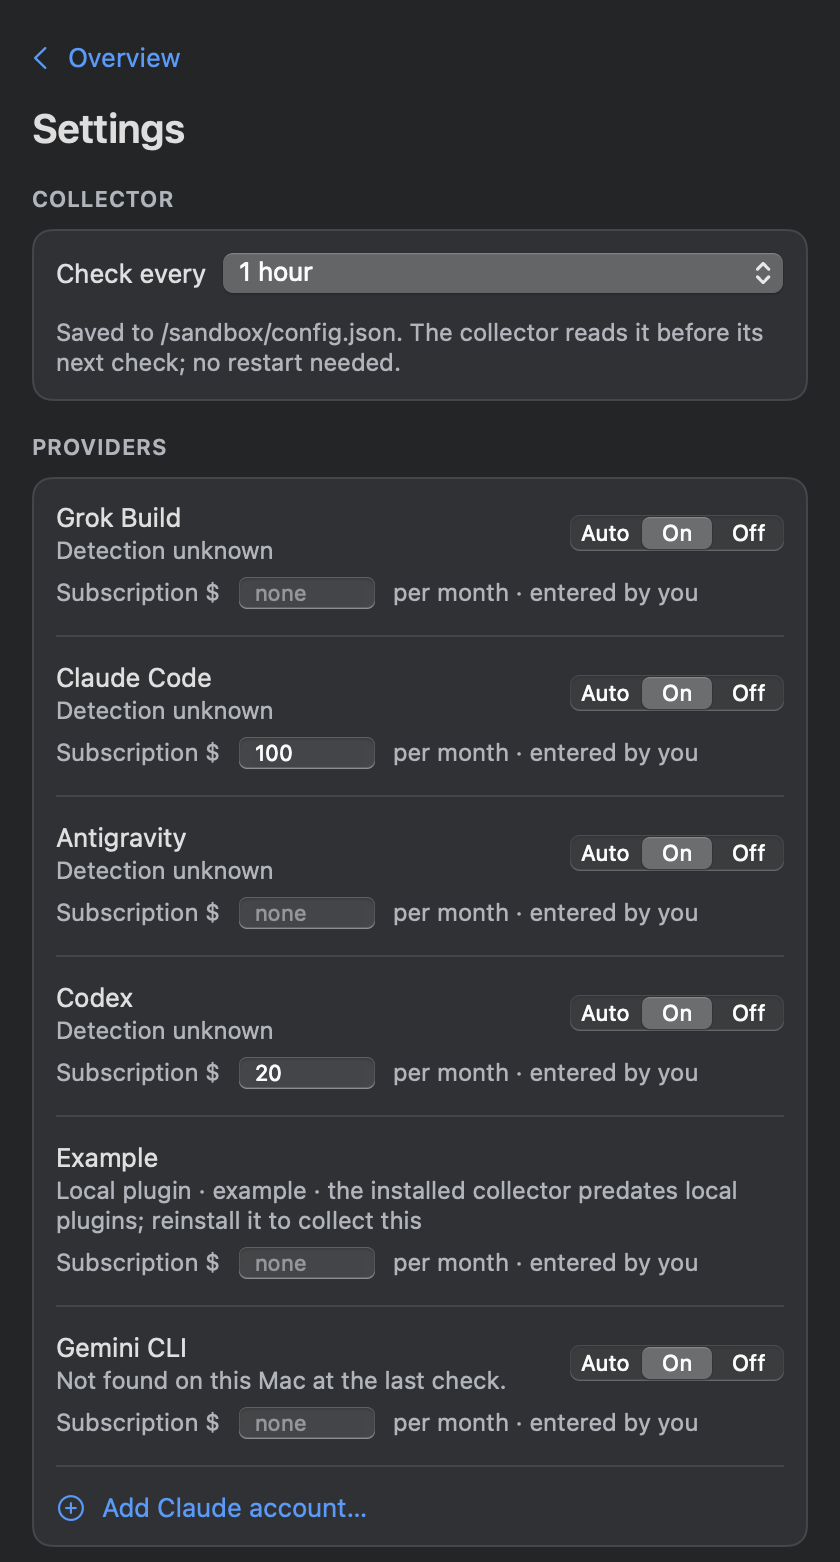 Overview
Settings
COLLECTOR
Check every 1 hour
Saved to /sandbox/config.json. The collector reads it before its
next check; no restart needed.
PROVIDERS
Grok Build
Auto On Off
Detection unknown
Subscription $ none per month · entered by you
Claude Code
Auto On Off
Detection unknown
Subscription $ 100 per month · entered by you
Antigravity
Auto On Off
Detection unknown
Subscription $ none per month · entered by you
Codex
Auto On Off
Detection unknown
Subscription $ 20 per month · entered by you
Example
Local plugin · example · the installed collector predates local
plugins; reinstall it to collect this
Subscription $ none per month · entered by you
Gemini CLI
Auto On Off
Not found on this Mac at the last check.
Subscription $ none per month · entered by you
Add Claude account...